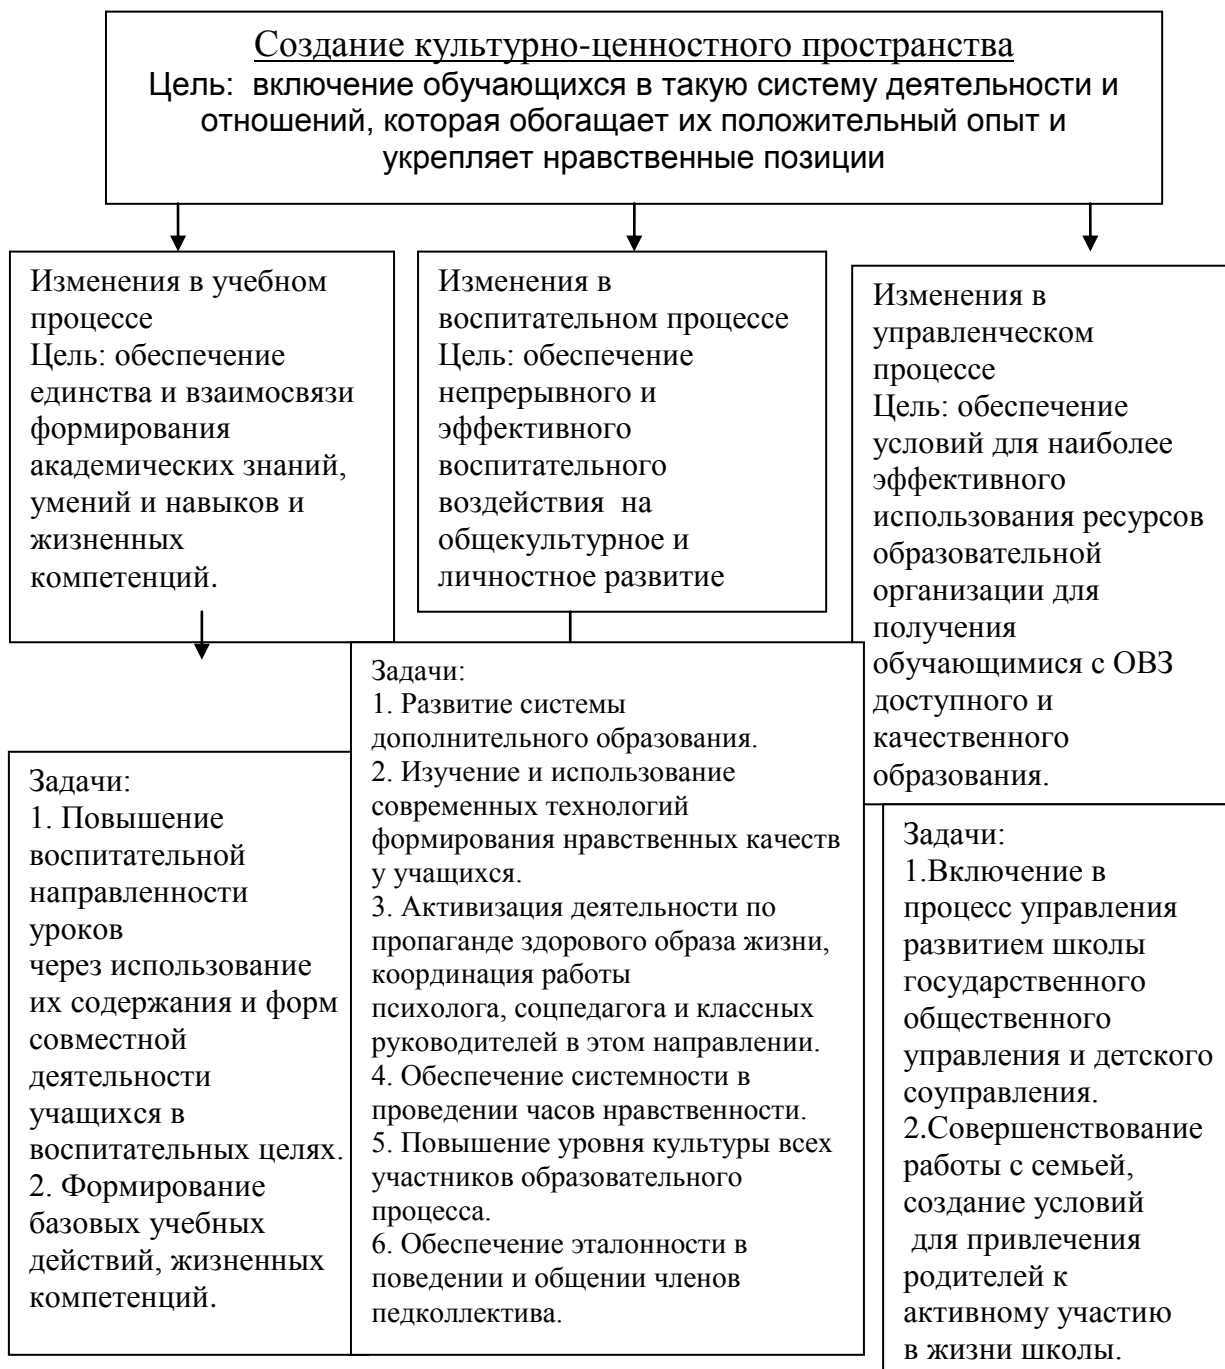 Создание культурно-ценностного пространства
Цель:  включение обучающихся в такую систему деятельности и
отношений, которая обогащает их положительный опыт и
укрепляет нравственные позиции
Изменения в учебном
процессе
Цель: обеспечение
единства и взаимосвязи
формирования
академических знаний,
умений и навыков и
жизненных
компетенций.
Изменения в
воспитательном процессе
Цель: обеспечение
непрерывного и
эффективного
воспитательного
воздействия  на
общекультурное и
личностное развитие
Изменения в
управленческом
процессе
Цель: обеспечение
условий для наиболее
эффективного
использования ресурсов
образовательной
организации для
получения
обучающимися с ОВЗ
доступного и
качественного
образования.
Задачи:
1. Повышение
воспитательной
направленности
уроков
через использование
их содержания и форм
совместной
деятельности
учащихся в
воспитательных целях.
2. Формирование
базовых учебных
действий, жизненных
компетенций.
Задачи:
1. Развитие системы
дополнительного образования.
2. Изучение и использование
современных технологий
формирования нравственных качеств
у учащихся.
3. Активизация деятельности по
пропаганде здорового образа жизни,
координация работы
психолога, соцпедагога и классных
руководителей в этом направлении.
4. Обеспечение системности в
проведении часов нравственности.
5. Повышение уровня культуры всех
участников образовательного
процесса.
6. Обеспечение эталонности в
поведении и общении членов
педколлектива.
Задачи:
1.Включение в
процесс управления
развитием школы
государственного
общественного
управления и детского
соуправления.
2.Совершенствование
работы с семьей,
создание условий
для привлечения
родителей к
активному участию
в жизни школы.